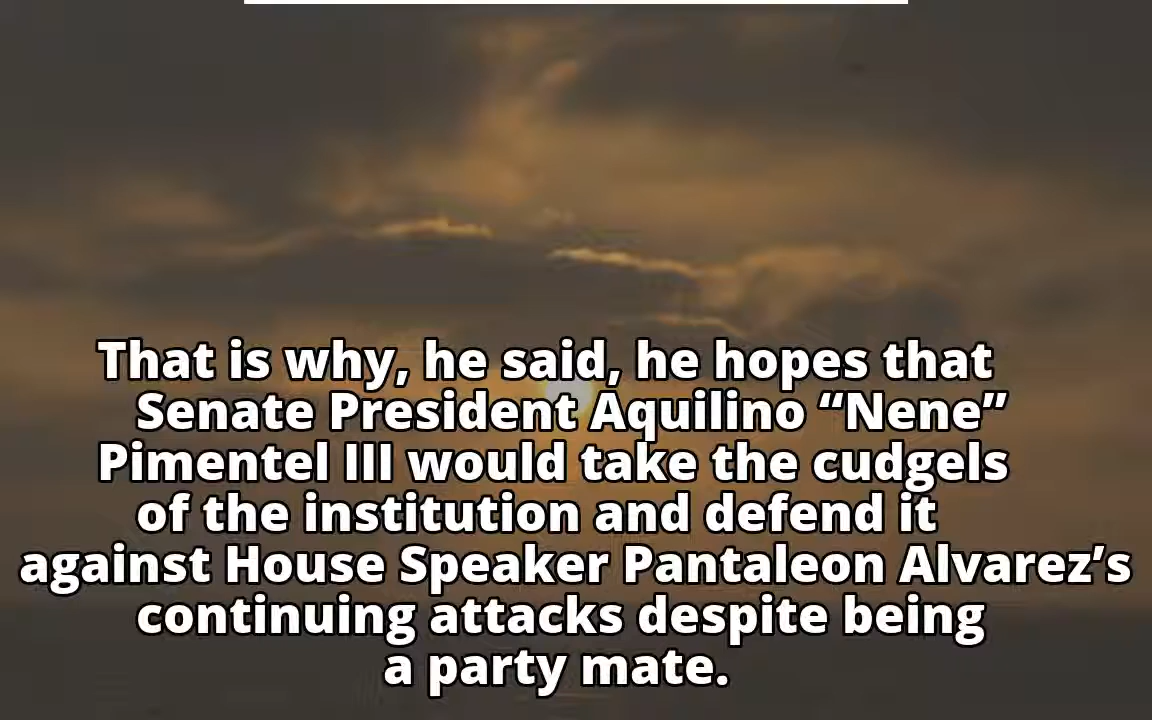 That is why, he said, he hopes that
Senate President Aquilino “Nene”
Pimentel III would take the cudgels
of the institution and defend it
against House Speaker Pantaleon Alvarez’s
continuing attacks despite being
a party mate.